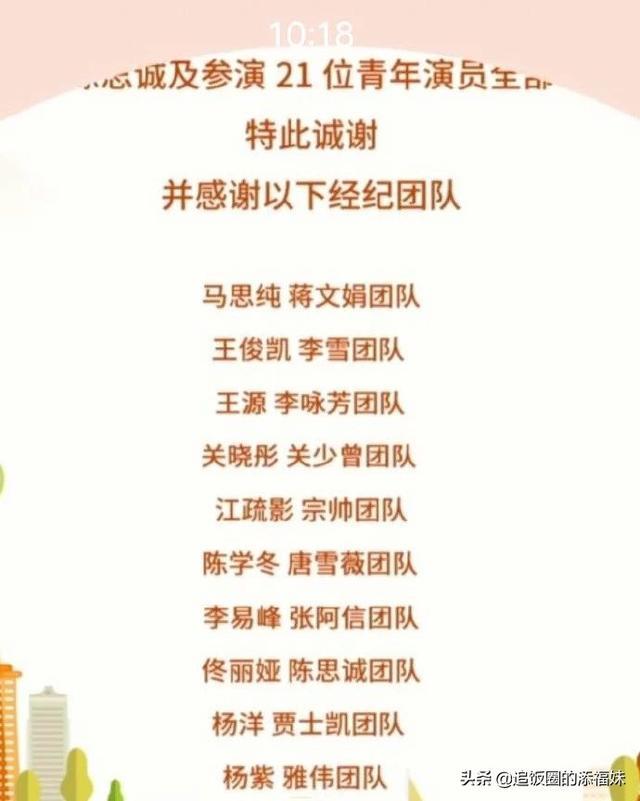 10:18
思诚及参演 21 位青年演员全部
特此诚谢
并感谢以下经纪团队
马思纯 蒋文娟团队
王俊凯 李雪团队
王源 李咏芳团队
关晓彤 关少曾团队
江疏影 宗帅团队
陈学冬 唐雪薇团队
李易峰 张阿信团队
佟丽娅 陈思诚团队
杨洋 贾士凯团队
杨紫 雅伟团队
头条 @追饭圈的添福妹